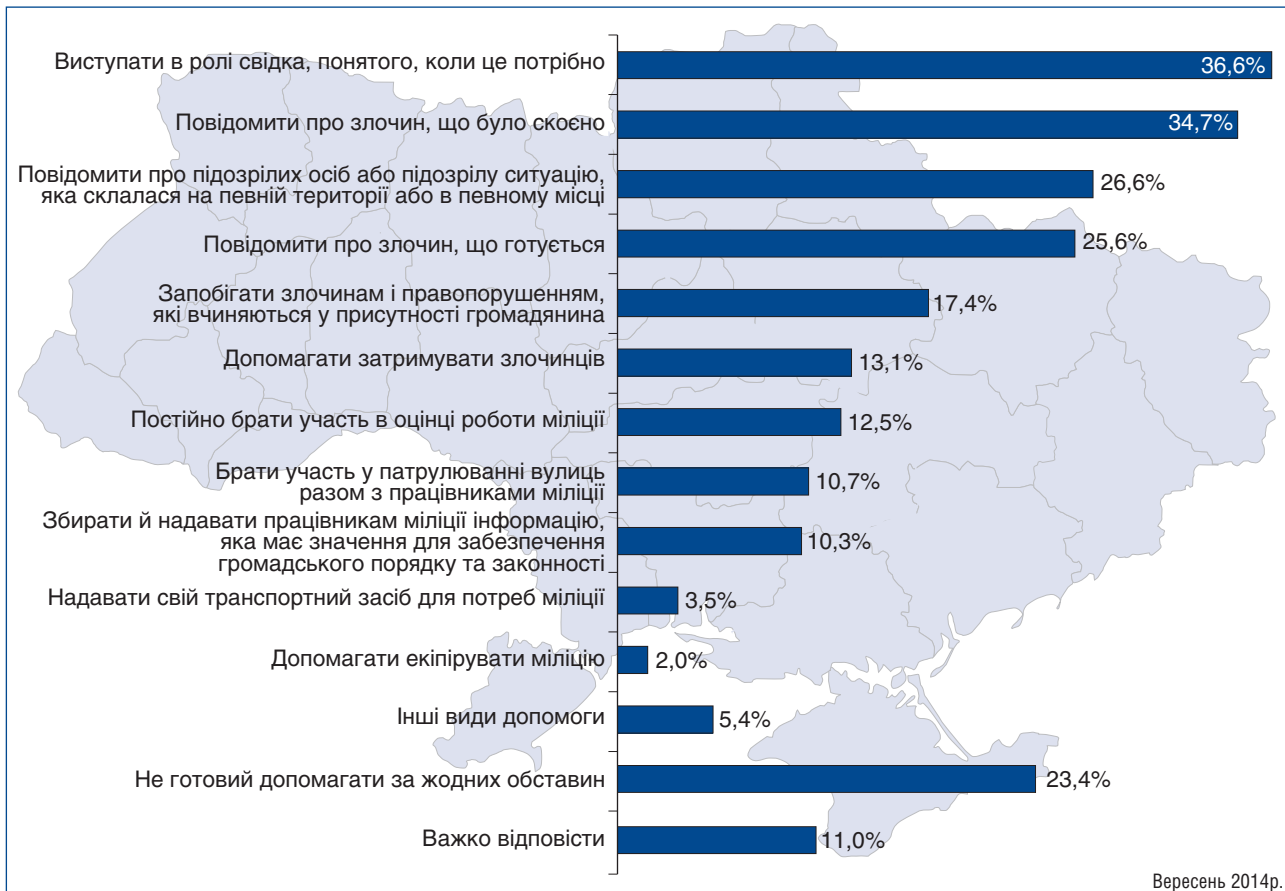 Виступати в ролі свідка, понятого, коли це потрібно
36,6%
Повідомити про злочин, що було скоєно
34,7%
Повідомити про підозрілих осіб або підозрілу ситуацію,
яка склалася на певній території або в певному місці
26,6%
Повідомити про злочин, що готується
25,6%
Запобігати злочинам і правопорушенням,
які вчиняються у присутності громадянина
17,4%
Допомагати затримувати злочинців
13,1%
Постійно брати участь в оцінці роботи міліції
12,5%
Брати участь у патрулюванні вулиць
разом з працівниками міліції
10,7%
Збирати й надавати працівникам міліції інформацію,
яка має значення для забезпечення
громадського порядку та законності
10,3%
Надавати свій транспортний засіб для потреб міліції
3,5%
Допомагати екіпірувати міліцію
2,0%
Інші види допомоги
5,4%
Не готовий допомагати за жодних обставин
23,4%
Важко відповісти
11,0%
Вересень 2014р.